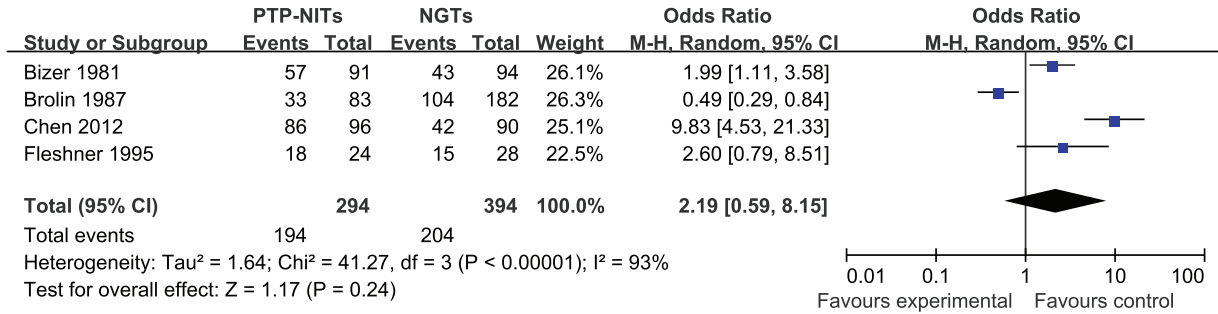 PTP-NITs NGTs Odds Ratio Odds Ratio
Study or Subgroup Events Total Events Total Weight M-H, Random, 95% CI M-H, Random, 95% CI
Bizer 1981 57 91 43 94 26.1% 1.99 [1.11, 3.58]
Brolin 1987 33 83 104 182 26.3% 0.49 [0.29, 0.84]
Chen 2012 86 96 42 90 25.1% 9.83 [4.53, 21.33]
Fleshner 1995 18 24 15 28 22.5% 2.60 [0.79, 8.51]
Total (95% CI) 294 394 100.0% 2.19 [0.59, 8.15]
Total events 194 204
Heterogeneity: Tau² = 1.64; Chi² = 41.27, df = 3 (P < 0.00001); I² = 93%
Test for overall effect: Z = 1.17 (P = 0.24)
0.01 0.1 1 10 100
Favours experimental Favours control